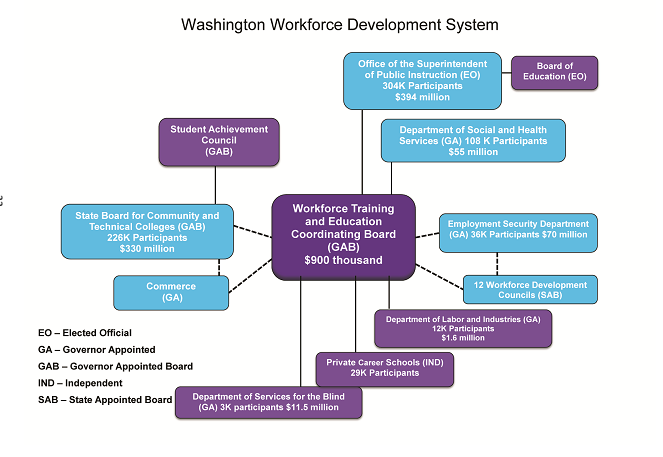 Washington Workforce Development System
Office of the Superintendent
of Public Instruction (EO)
304K Participants
$394 million
Board of
Education (EO)
Student Achievement
Council
(GAB)
Department of Social and Health
Services (GA) 108 K Participants
$55 million
State Board for Community and
Technical Colleges (GAB)
226K Participants
$330 million
Workforce Training
and Education
Coordinating Board
(GAB)
$900 thousand
Employment Security Department
(GA) 36K Participants $70 million
Commerce
(GA)
12 Workforce Development
Councils (SAB)
Department of Labor and Industries (GA)
12K Participants
$1.6 million
Private Career Schools (IND)
29K Participants
Department of Services for the Blind
(GA) 3K participants $11.5 million
EO – Elected Official
GA – Governor Appointed
GAB – Governor Appointed Board
IND – Independent
SAB – State Appointed Board